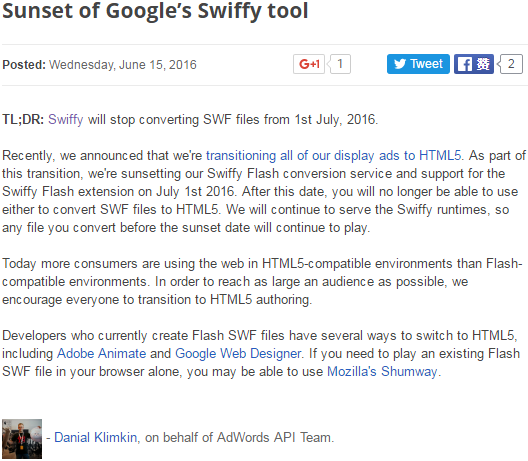 Sunset of Google's Swiffy tool
Posted: Wednesday, June 15, 2016
G+1 1 Tweet 赞 2
TL;DR: Swiffy will stop converting SWF files from 1st July, 2016.
Recently, we announced that we're transitioning all of our display ads to HTML5. As part of
this transition, we're sunsetting our Swiffy Flash conversion service and support for the
Swiffy Flash extension on July 1st 2016. After this date, you will no longer be able to use
either to convert SWF files to HTML5. We will continue to serve the Swiffy runtimes, so
any file you convert before the sunset date will continue to play.
Today more consumers are using the web in HTML5-compatible environments than Flash-
compatible environments. In order to reach as large an audience as possible, we
encourage everyone to transition to HTML5 authoring.
Developers who currently create Flash SWF files have several ways to switch to HTML5,
including Adobe Animate and Google Web Designer. If you need to play an existing Flash
SWF file in your browser alone, you may be able to use Mozilla's Shumway.
- Danial Klimkin, on behalf of AdWords API Team.